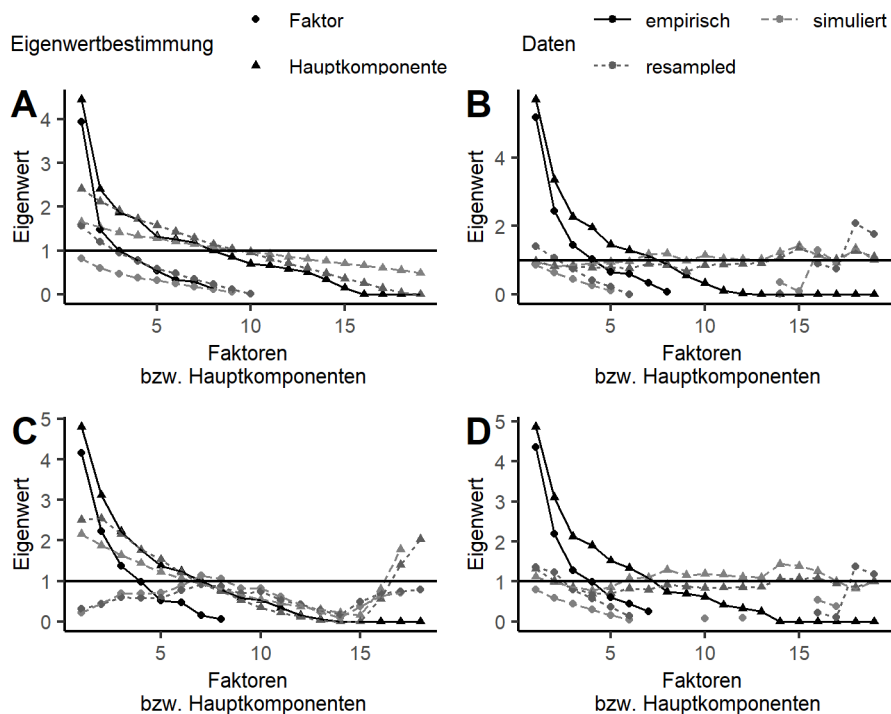 Eigenwertbestimmung
Faktor
Hauptkomponente
Daten
empirisch
simuliert
resampled
A
Eigenwert
4
3
2
1
0
5
10
15
Faktoren
bzw. Hauptkomponenten
B
Eigenwert
4
2
0
5
10
15
Faktoren
bzw. Hauptkomponenten
C
Eigenwert
5
4
3
2
1
0
5
10
15
Faktoren
bzw. Hauptkomponenten
D
Eigenwert
5
4
3
2
1
0
5
10
15
Faktoren
bzw. Hauptkomponenten